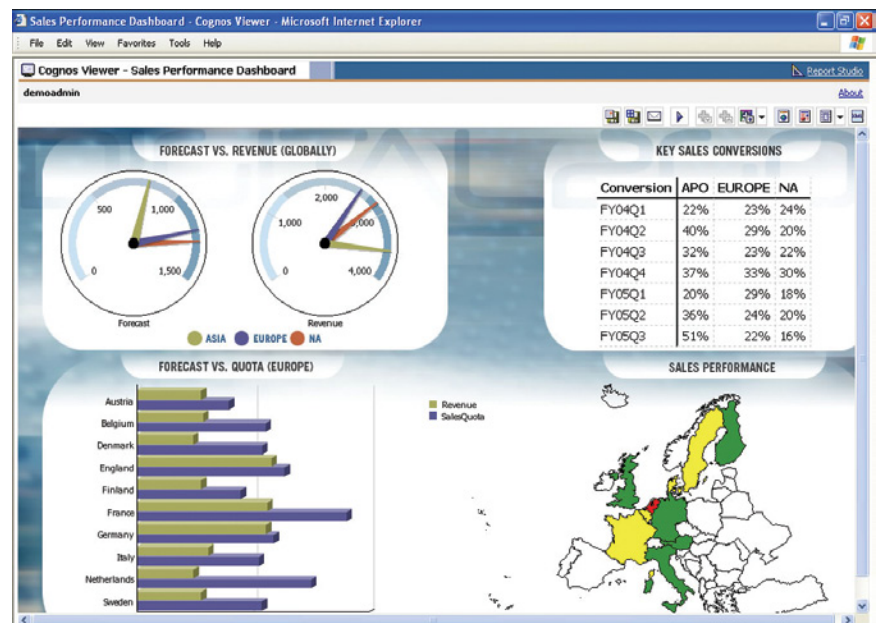 Sales Performance Dashboard - Cognos Viewer - Microsoft Internet Explorer
File Edit View Favorites Tools Help
Cognos Viewer - Sales Performance Dashboard
Report Studio
demoadmin
About
FORECAST VS. REVENUE (GLOBALLY)
500
1,000
0
1,500
Forecast
1,000
2,000
0
4,000
Revenue
ASIA EUROPE NA
KEY SALES CONVERSIONS
Conversion APO EUROPE NA
FY04Q1 22% 23% 24%
FY04Q2 40% 29% 20%
FY04Q3 32% 23% 22%
FY04Q4 37% 33% 30%
FY05Q1 20% 29% 18%
FY05Q2 36% 24% 20%
FY05Q3 51% 22% 16%
FORECAST VS. QUOTA (EUROPE)
Austria
Belgium
Denmark
England
Finland
France
Germany
Italy
Netherlands
Sweden
Revenue
SalesQuota
SALES PERFORMANCE